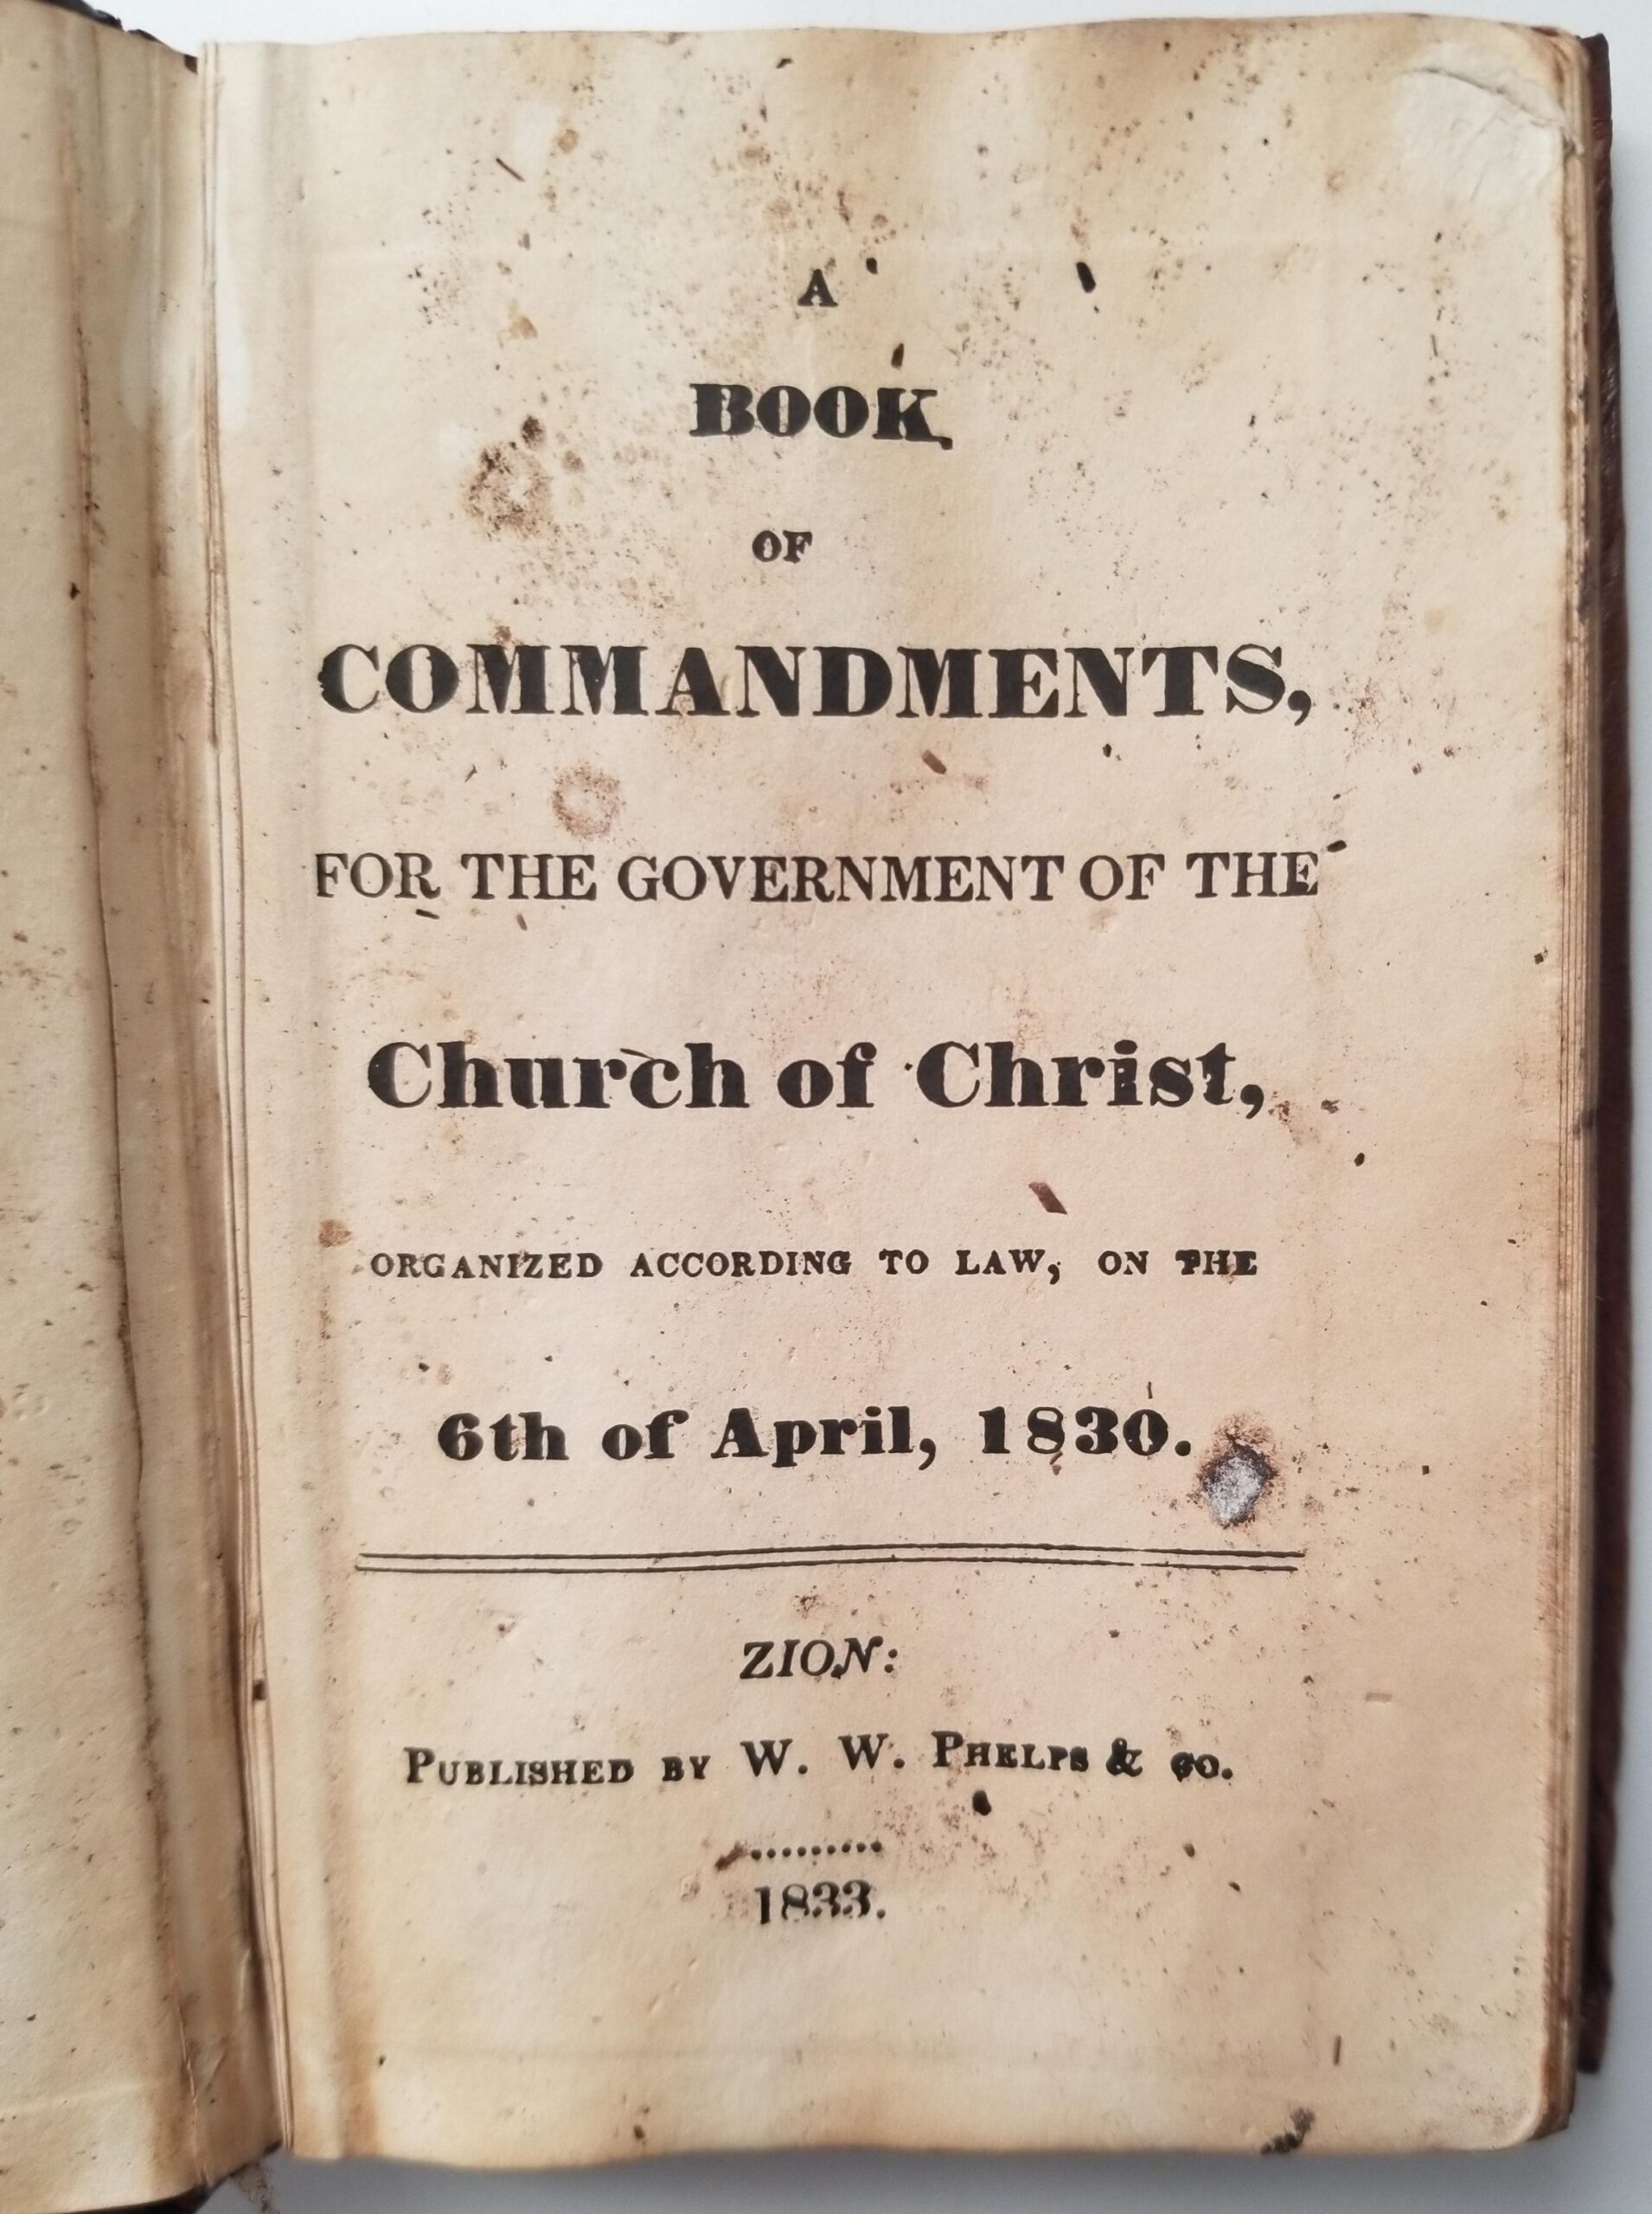 A
BOOK
OF
COMMANDMENTS,
FOR THE GOVERNMENT OF THE
Church of Christ,
ORGANIZED ACCORDING TO LAW, ON THE
6th of April, 1830.
ZION:
PUBLISHED BY W. W. PHELPS & CO.
..........
1833.